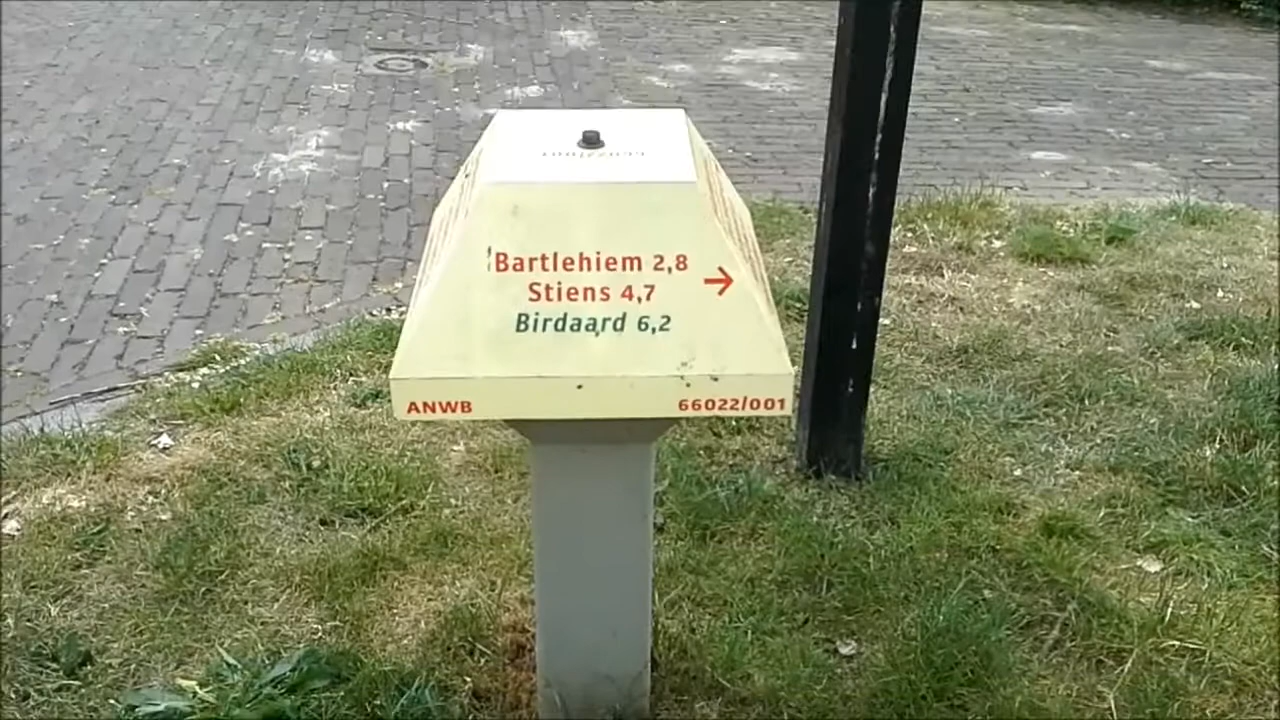 Bartlehiem 2,8
Stiens 4,7
Birdaard 6,2
ANWB 66022/001